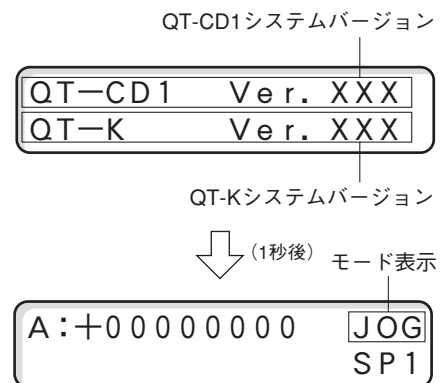 QT-CD1システムバージョン
QT－CD1 Ver. XXX
QT－K Ver. XXX
QT-Kシステムバージョン
(1秒後)
モード表示
A：＋00000000 JOG
SP1